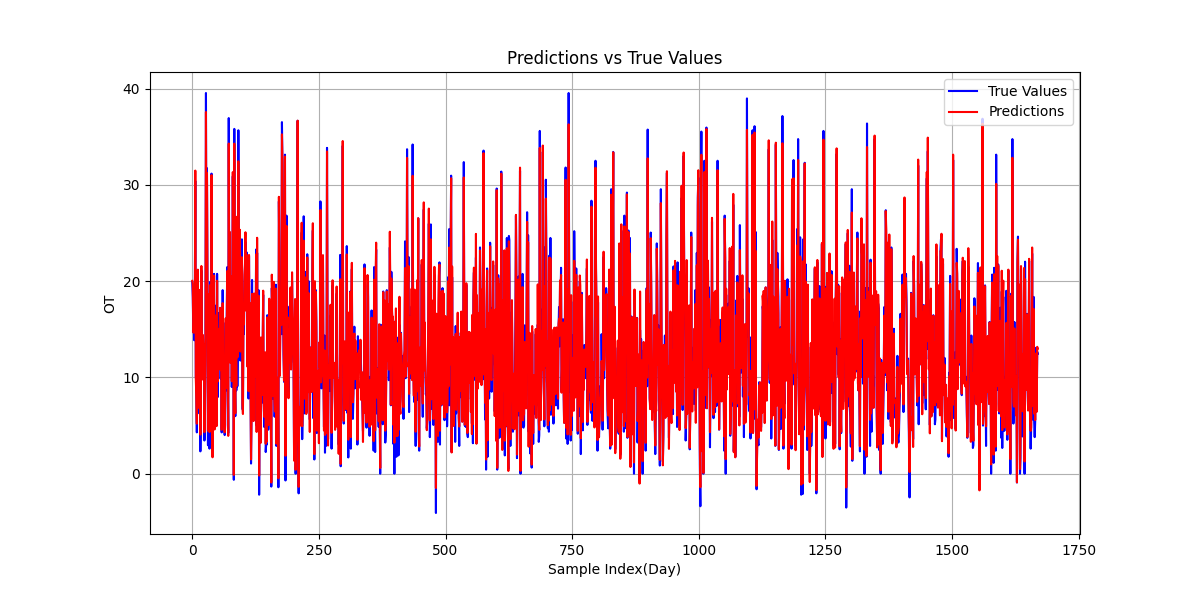 Predictions vs True Values
True Values
Predictions
OT
40
30
20
10
0
0 250 500 750 1000 1250 1500 1750
Sample Index(Day)